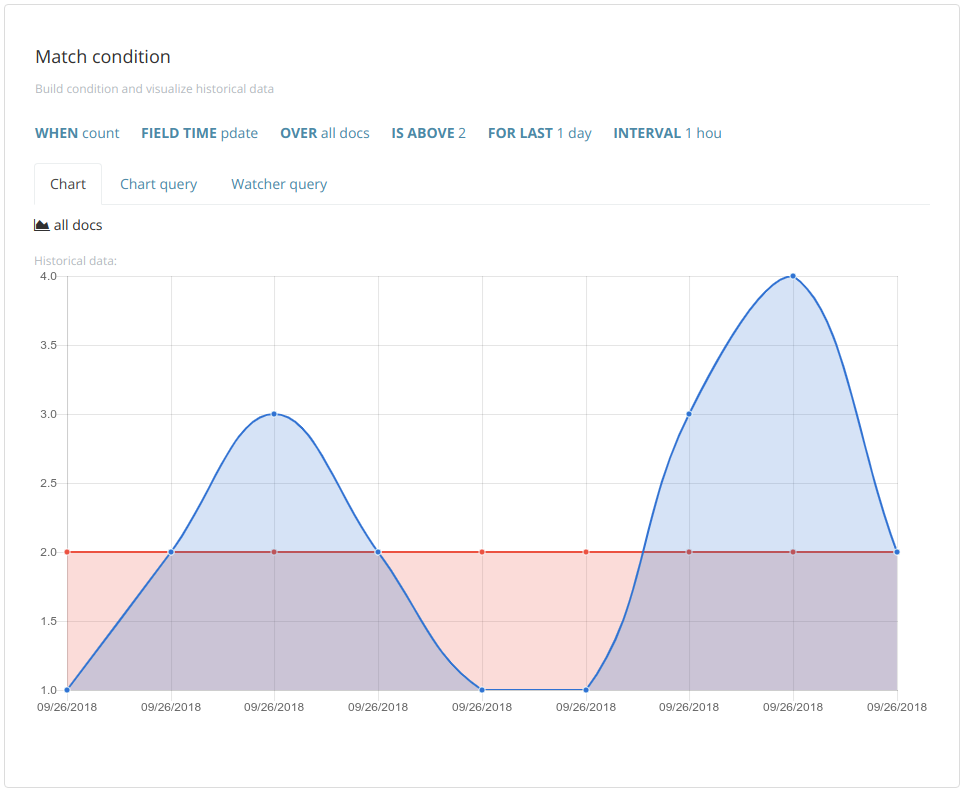 Match condition
Build condition and visualize historical data
WHEN count FIELD TIME pdate OVER all docs IS ABOVE 2 FOR LAST 1 day INTERVAL 1 hou
Chart Chart query Watcher query
all docs
Historical data:
4.0
3.5
3.0
2.5
2.0
1.5
1.0
09/26/2018 09/26/2018 09/26/2018 09/26/2018 09/26/2018 09/26/2018 09/26/2018 09/26/2018 09/26/2018